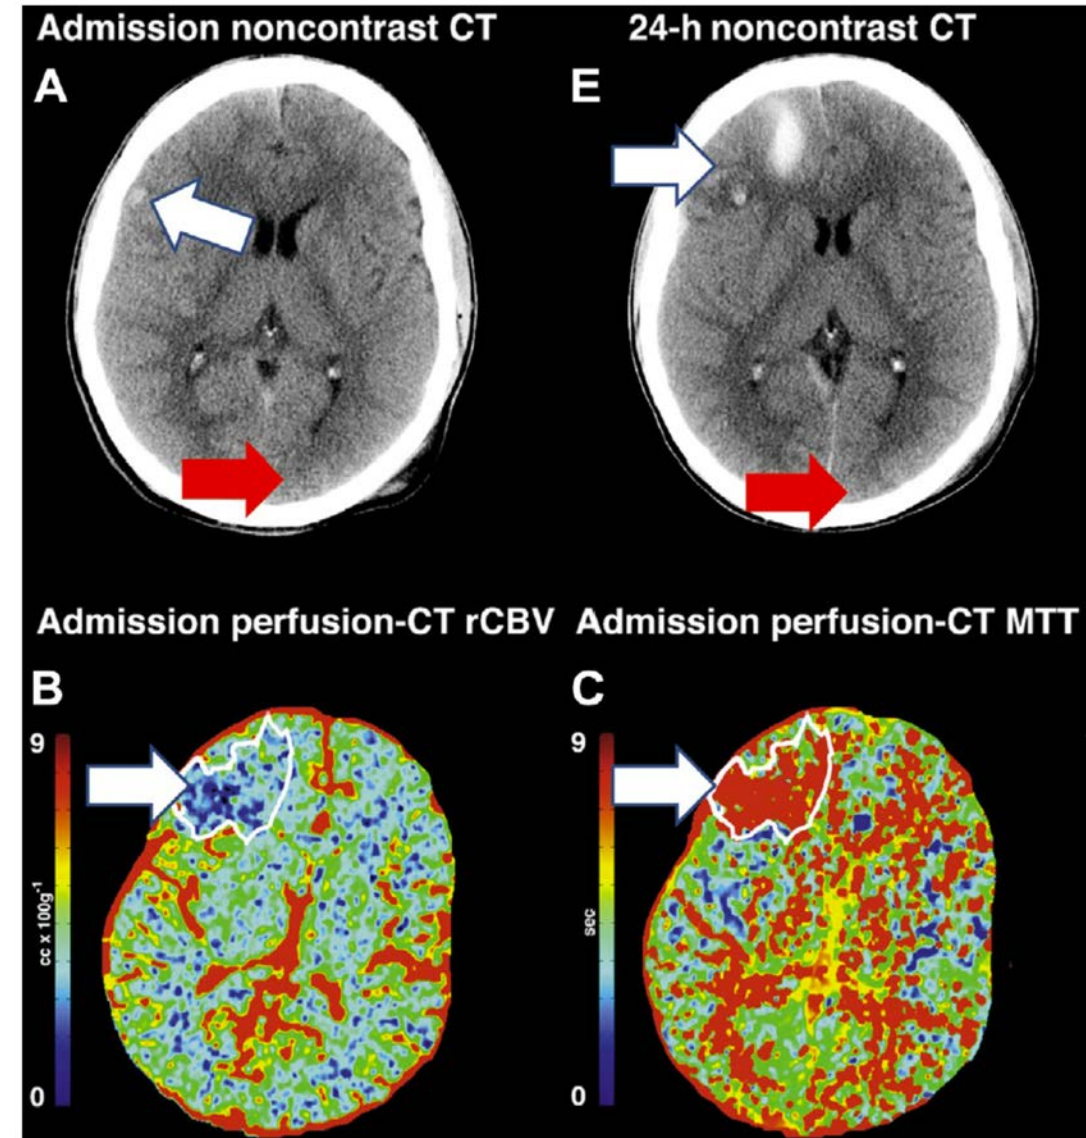 Admission noncontrast CT
24-h noncontrast CT
A
E
Admission perfusion-CT rCBV
Admission perfusion-CT MTT
B
C
9
cc x 100g-1
0
9
sec
0